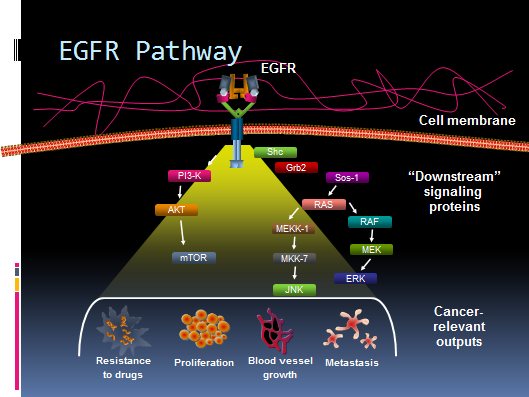 EGFR Pathway
EGFR
Cell membrane
Shc
Grb2
PI3-K
Sos-1
“Downstream”
signaling
proteins
AKT
RAS
RAF
MEKK-1
MEK
mTOR
MKK-7
ERK
JNK
Cancer-
relevant
outputs
Resistance
to drugs
Proliferation
Blood vessel
growth
Metastasis